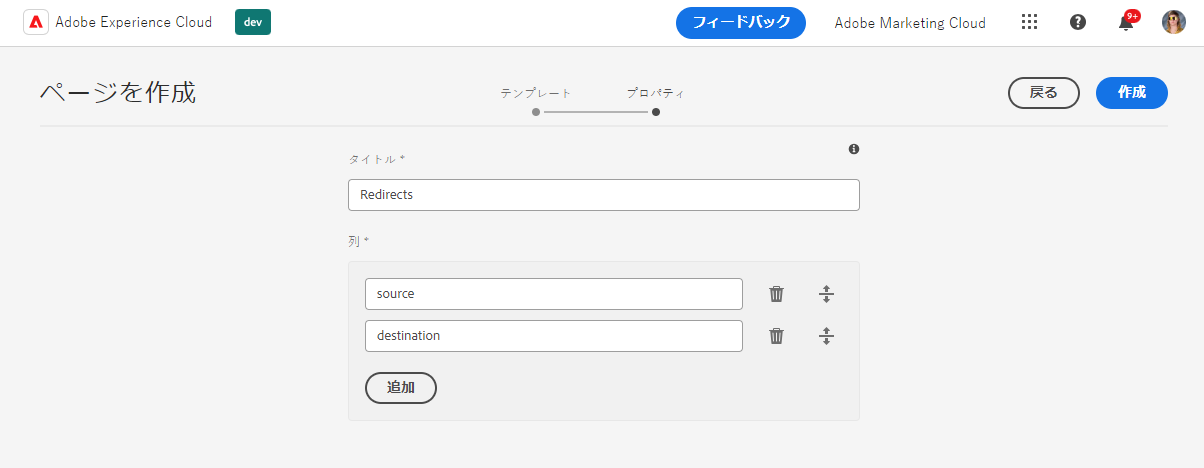 Adobe Experience Cloud dev フィードバック Adobe Marketing Cloud 9+
ページを作成 テンプレート プロパティ 戻る 作成
タイトル *
Redirects
列 *
source
destination
追加